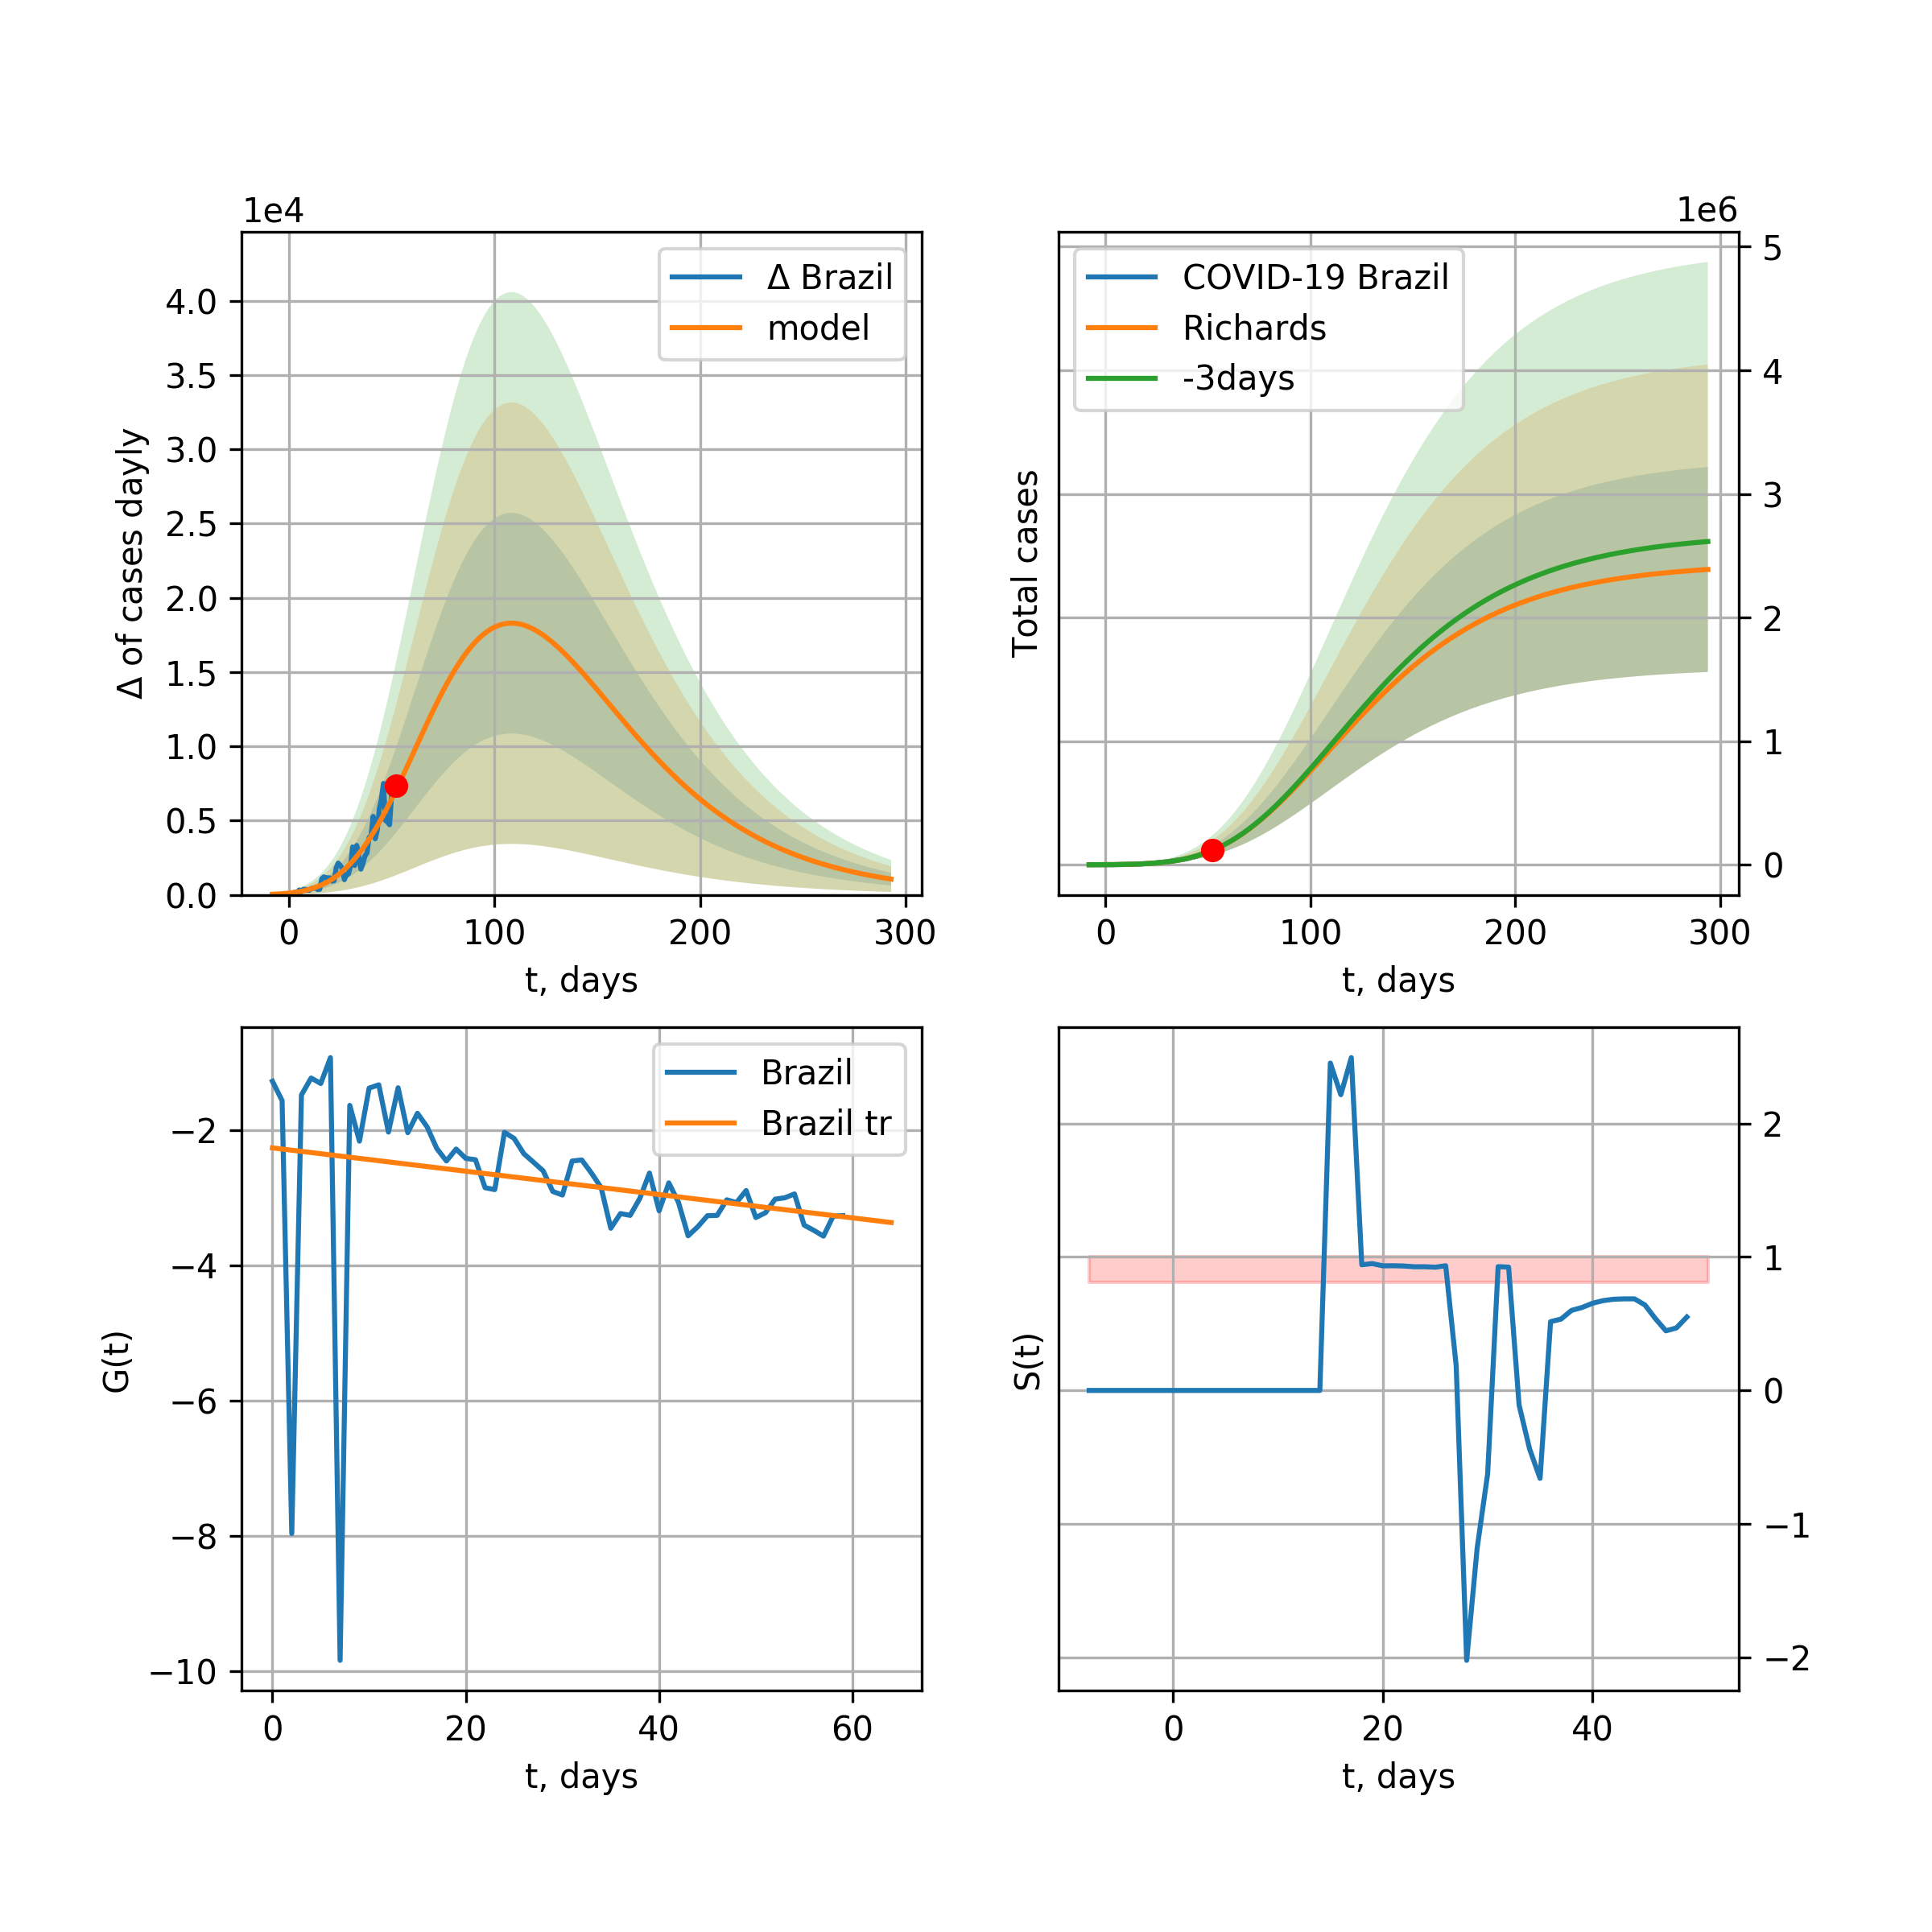 1e4
Δ Brazil
model
4.0
3.5
3.0
2.5
2.0
1.5
1.0
0.5
0.0
Δ of cases dayly
0 100 200 300
t, days
1e6
COVID-19 Brazil
Richards
-3days
5
4
3
2
1
0
Total cases
0 100 200 300
t, days
Brazil
Brazil tr
−2
−4
−6
−8
−10
G(t)
0 20 40 60
t, days
2
1
0
−1
−2
S(t)
0 20 40
t, days